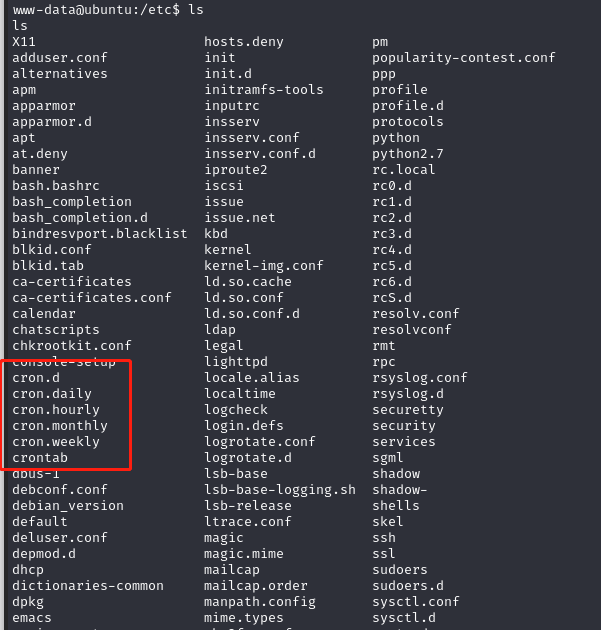 www-data@ubuntu:/etc$ ls
ls
X11 hosts.deny pm
adduser.conf init popularity-contest.conf
alternatives init.d ppp
apm initramfs-tools profile
apparmor inputrc profile.d
apparmor.d insserv protocols
apt insserv.conf python
at.deny insserv.conf.d python2.7
banner iproute2 rc.local
bash.bashrc iscsi rc0.d
bash_completion issue rc1.d
bash_completion.d issue.net rc2.d
bindresvport.blacklist kbd rc3.d
blkid.conf kernel rc4.d
blkid.tab kernel-img.conf rc5.d
ca-certificates ld.so.cache rc6.d
ca-certificates.conf ld.so.conf rcS.d
calendar ld.so.conf.d resolv.conf
chatscripts ldap resolvconf
chkrootkit.conf legal rmt
console-setup lighttpd rpc
cron.d locale.alias rsyslog.conf
cron.daily localtime rsyslog.d
cron.hourly logcheck securetty
cron.monthly login.defs security
cron.weekly logrotate.conf services
crontab logrotate.d sgml
dbus-1 lsb-base shadow
debconf.conf lsb-base-logging.sh shadow-
debian_version lsb-release shells
default ltrace.conf skel
deluser.conf magic ssh
depmod.d magic.mime ssl
dhcp mailcap sudoers
dictionaries-common mailcap.order sudoers.d
dpkg manpath.config sysctl.conf
emacs mime.types sysctl.d